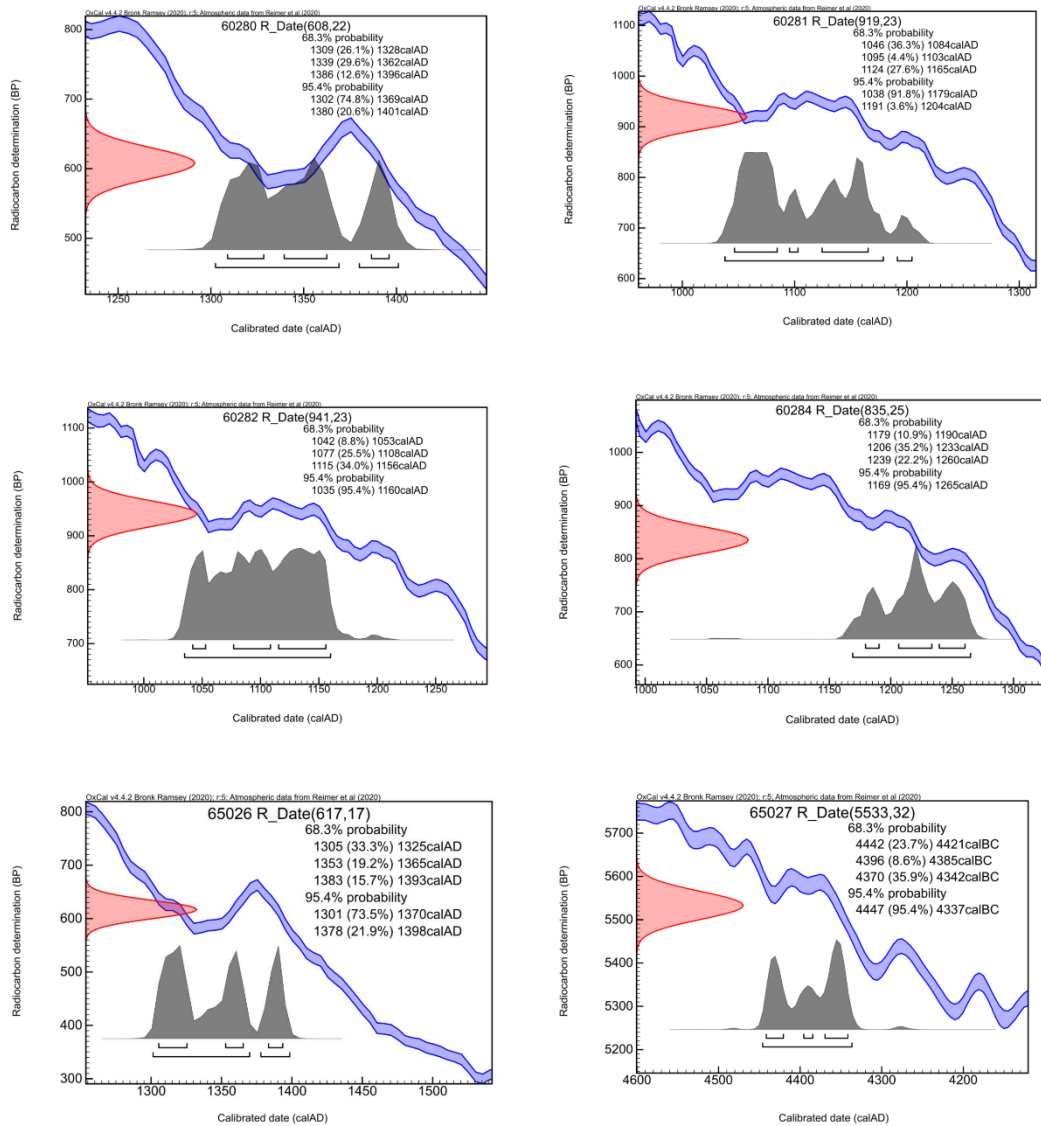 OxCal v4.4.2 Bronk Ramsey (2020); r:5; Atmospheric data from Reimer et al (2020)
60280 R_Date(608,22)
68.3% probability
1309 (26.1%) 1328calAD
1339 (29.6%) 1362calAD
1386 (12.6%) 1396calAD
95.4% probability
1302 (74.8%) 1369calAD
1380 (20.6%) 1401calAD
Radiocarbon determination (BP)
800
700
600
500
1250 1300 1350 1400
Calibrated date (calAD)
OxCal v4.4.2 Bronk Ramsey (2020); r:5; Atmospheric data from Reimer et al (2020)
60281 R_Date(919,23)
68.3% probability
1046 (36.3%) 1084calAD
1095 (4.4%) 1103calAD
1124 (27.6%) 1165calAD
95.4% probability
1038 (91.8%) 1179calAD
1191 (3.6%) 1204calAD
Radiocarbon determination (BP)
1100
1000
900
800
700
600
1000 1100 1200 1300
Calibrated date (calAD)
OxCal v4.4.2 Bronk Ramsey (2020); r:5; Atmospheric data from Reimer et al (2020)
60282 R_Date(941,23)
68.3% probability
1042 (8.8%) 1053calAD
1077 (25.5%) 1108calAD
1115 (34.0%) 1156calAD
95.4% probability
1035 (95.4%) 1160calAD
Radiocarbon determination (BP)
1100
1000
900
800
700
1000 1050 1100 1150 1200 1250
Calibrated date (calAD)
OxCal v4.4.2 Bronk Ramsey (2020); r:5; Atmospheric data from Reimer et al (2020)
60284 R_Date(835,25)
68.3% probability
1179 (10.9%) 1190calAD
1206 (35.2%) 1233calAD
1239 (22.2%) 1260calAD
95.4% probability
1169 (95.4%) 1265calAD
Radiocarbon determination (BP)
1000
900
800
700
600
1000 1050 1100 1150 1200 1250 1300
Calibrated date (calAD)
OxCal v4.4.2 Bronk Ramsey (2020); r:5; Atmospheric data from Reimer et al (2020)
65026 R_Date(617,17)
68.3% probability
1305 (33.3%) 1325calAD
1353 (19.2%) 1365calAD
1383 (15.7%) 1393calAD
95.4% probability
1301 (73.5%) 1370calAD
1378 (21.9%) 1398calAD
Radiocarbon determination (BP)
800
700
600
500
400
300
1300 1400 1500
Calibrated date (calAD)
OxCal v4.4.2 Bronk Ramsey (2020); r:5; Atmospheric data from Reimer et al (2020)
65027 R_Date(5533,32)
68.3% probability
4442 (23.7%) 4421calBC
4396 (8.6%) 4385calBC
4370 (35.9%) 4342calBC
95.4% probability
4447 (95.4%) 4337calBC
Radiocarbon determination (BP)
5700
5600
5500
5400
5300
5200
4600 4500 4400 4300 4200
Calibrated date (calAD)